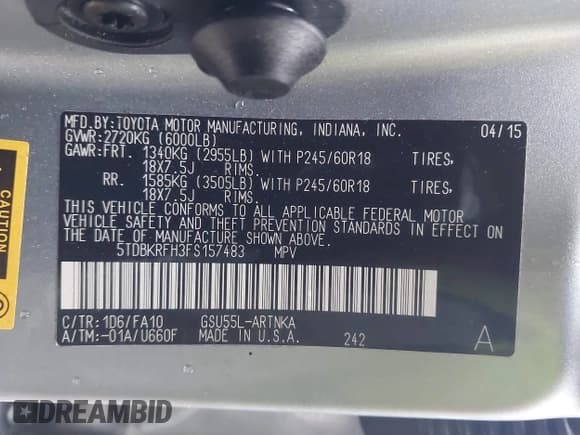 MFD.BY:TOYOTA MOTOR MANUFACTURING, INDIANA, INC. 04/15
GVWR:2720KG (6000LB)
GAWR:FRT. 1340KG (2955LB) WITH P245/60R18 TIRES,
18X7.5J RIMS.
RR. 1585KG (3505LB) WITH P245/60R18 TIRES,
18X7.5J RIMS.
THIS VEHICLE CONFORMS TO ALL APPLICABLE FEDERAL MOTOR
VEHICLE SAFETY AND THEFT PREVENTION STANDARDS IN EFFECT ON
THE DATE OF MANUFACTURE SHOWN ABOVE.
5TDBKRFH3FS157483 MPV
C/TR: 1D6/FA10 GSU55L-ARTNKA
A/TM:-01A/U660F MADE IN U.S.A. 242 A
CAUTION
DREAMBID